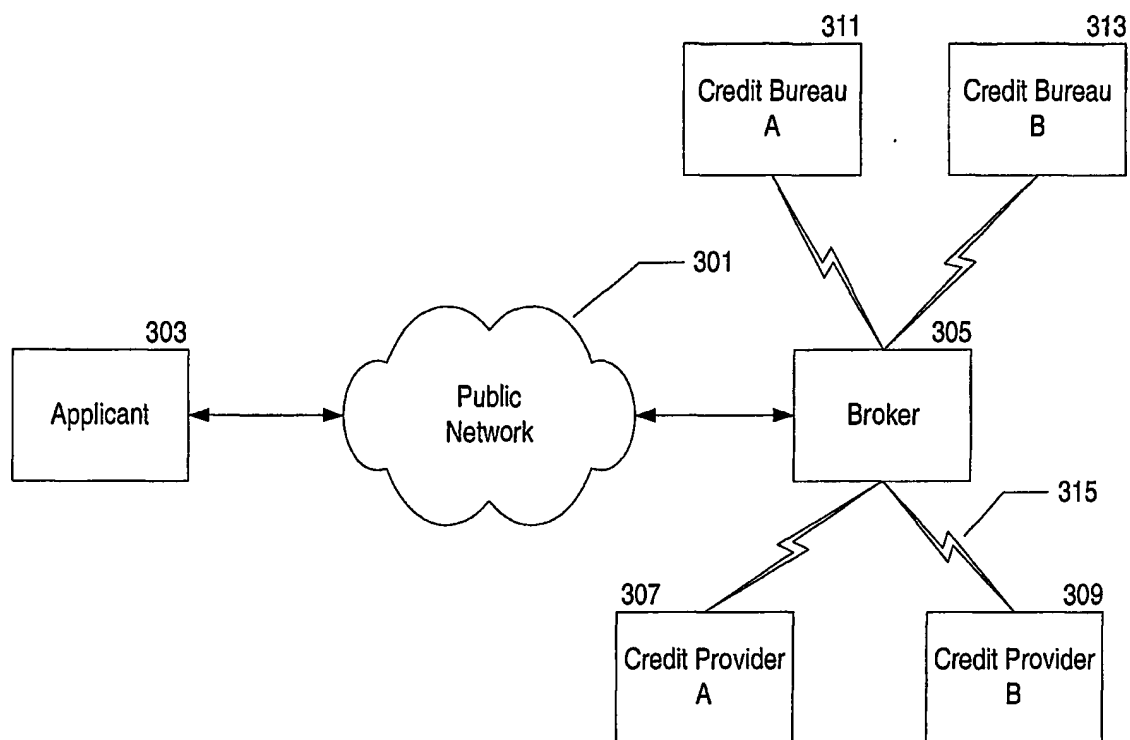 311
313
Credit Bureau
A
Credit Bureau
B
301
303
Applicant
Public
Network
305
Broker
315
307
Credit Provider
A
309
Credit Provider
B